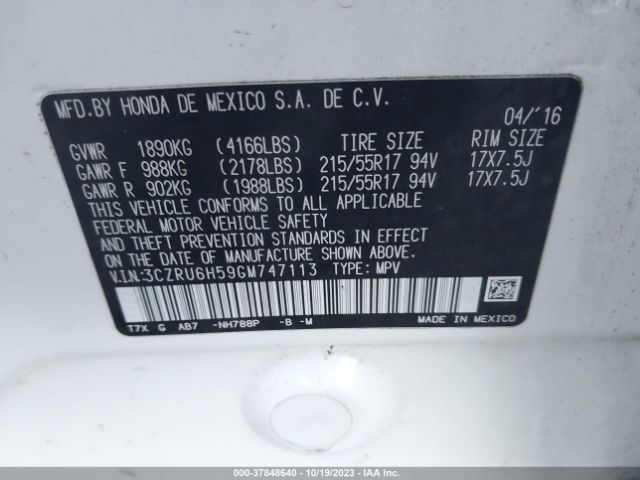 MFD.BY HONDA DE MEXICO S.A. DE C.V.
04/'16
GVWR 1890KG (4166LBS) TIRE SIZE RIM SIZE
GAWR F 988KG (2178LBS) 215/55R17 94V 17X7.5J
GAWR R 902KG (1988LBS) 215/55R17 94V 17X7.5J
THIS VEHICLE CONFORMS TO ALL APPLICABLE
FEDERAL MOTOR VEHICLE SAFETY
AND THEFT PREVENTION STANDARDS IN EFFECT
ON THE DATE OF MANUFACTURE SHOWN ABOVE.
V.I.N:3CZRU6H59GM747113 TYPE: MPV
T7X G AB7 -NH788P -B -M
MADE IN MEXICO
000-37848640 - 10/19/2023 - IAA Inc.